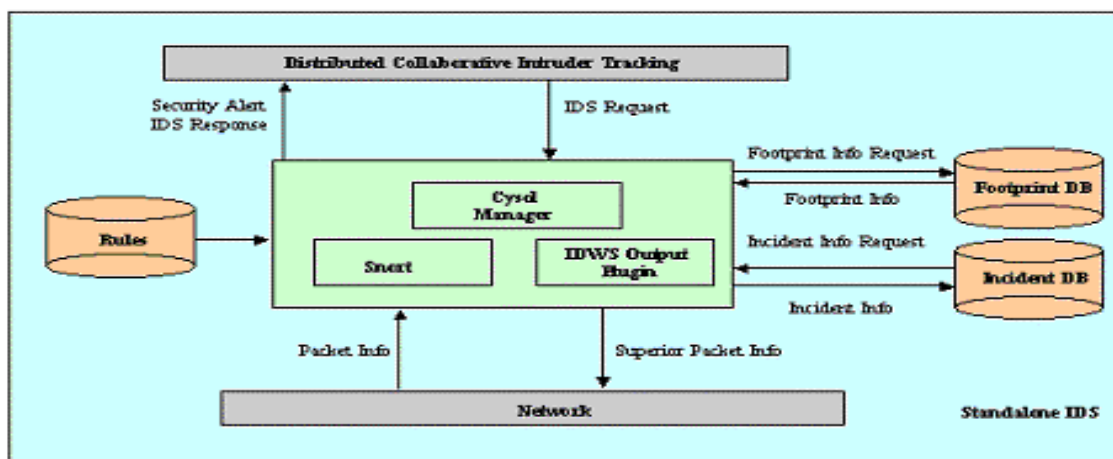 Distributed Collaborative Intruder Tracking
Security Alert
IDS Response
IDS Request
Footprint Info Request
Footprint DB
Footprint Info
Cysol
Manager
Rules
Snort
IDWS Output
Plugin
Incident Info Request
Incident DB
Incident Info
Packet Info
Superior Packet Info
Network
Standalone IDS